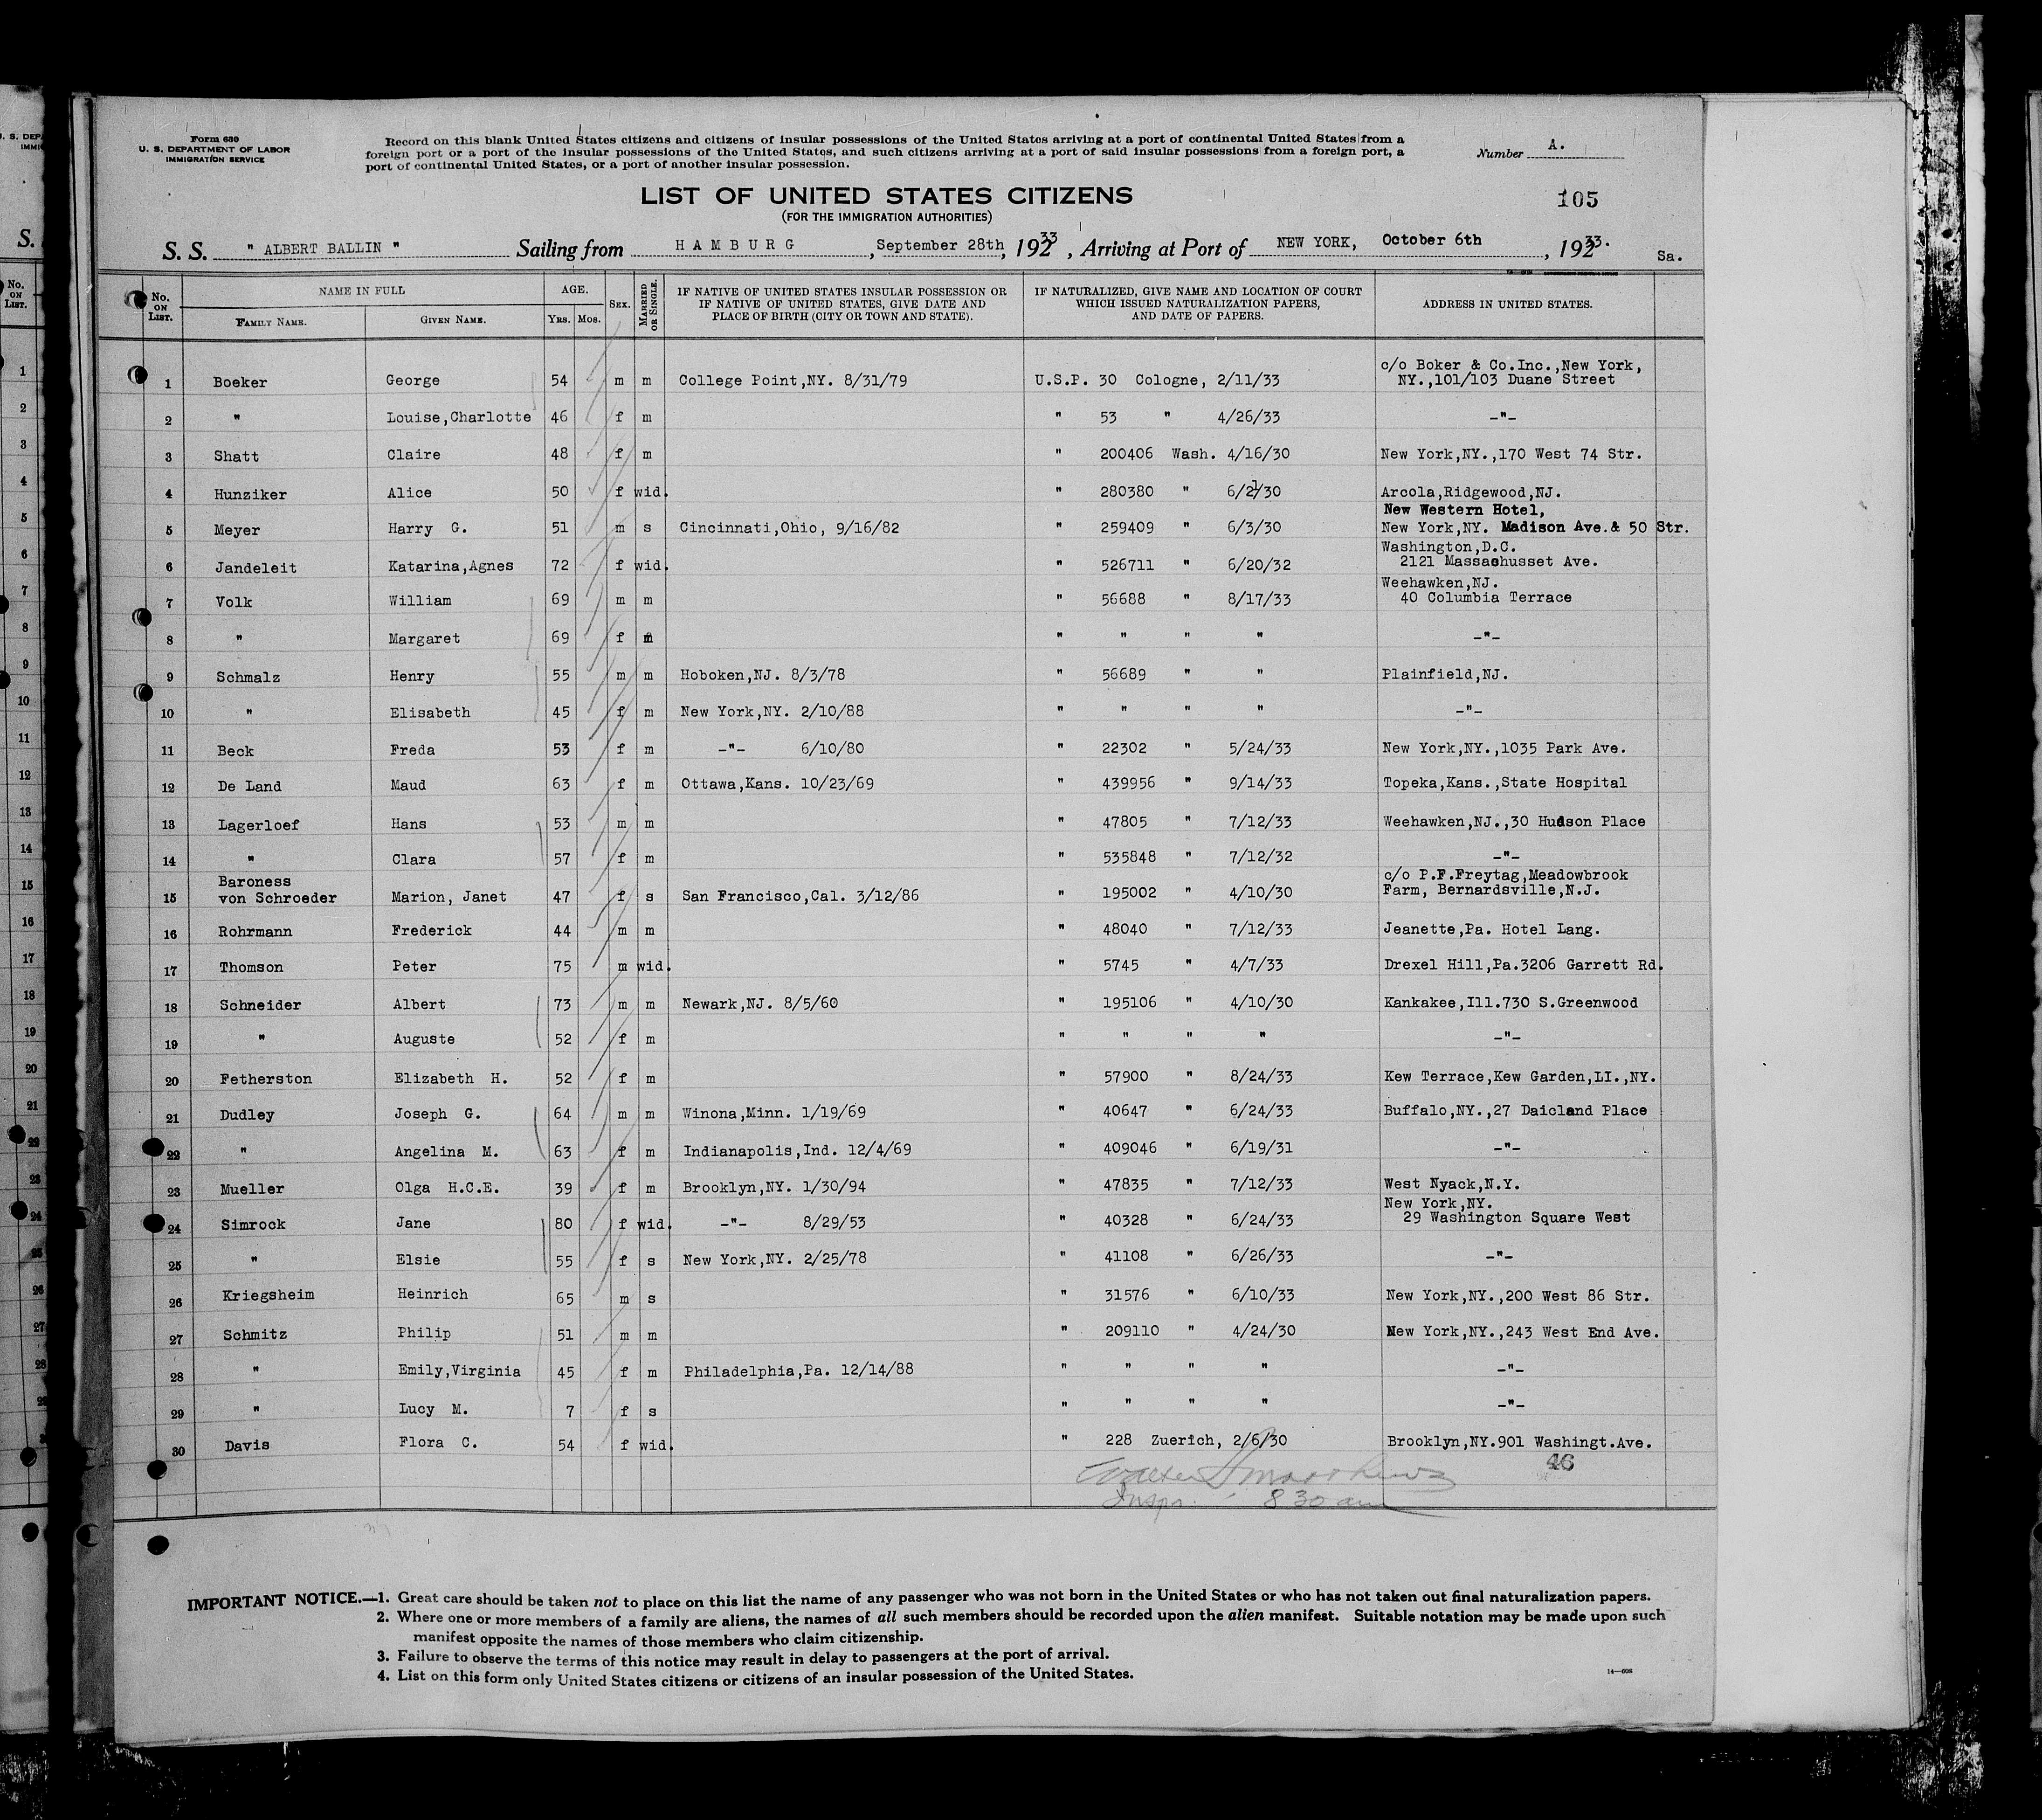 Form 630
U. S. DEPARTMENT OF LABOR
IMMIGRATION SERVICE
Record on this blank United States citizens and citizens of insular possessions of the United States arriving at a port of continental United States from a
foreign port or a port of the insular possessions of the United States, and such citizens arriving at a port of said insular possessions from a foreign port, a
port of continental United States, or a port of another insular possession.
Number A.
LIST OF UNITED STATES CITIZENS
(FOR THE IMMIGRATION AUTHORITIES)
105
S. S. " ALBERT BALLIN " Sailing from HAMBURG, September 28th, 19233, Arriving at Port of NEW YORK, October 6th, 19233.
Sa.
No. ON LIST. NAME IN FULL FAMILY NAME. GIVEN NAME. AGE. Yrs. Mos. SEX. MARRIED OR SINGLE. IF NATIVE OF UNITED STATES INSULAR POSSESSION OR IF NATIVE OF UNITED STATES, GIVE DATE AND PLACE OF BIRTH (CITY OR TOWN AND STATE). IF NATURALIZED, GIVE NAME AND LOCATION OF COURT WHICH ISSUED NATURALIZATION PAPERS, AND DATE OF PAPERS. ADDRESS IN UNITED STATES.
1 Boeker George 54 m m College Point,NY. 8/31/79 U.S.P. 30 Cologne, 2/11/33 c/o Boker & Co.Inc.,New York, NY.,101/103 Duane Street
2 " Louise,Charlotte 46 f m " 53 " 4/26/33 -"-
3 Shatt Claire 48 f m " 200406 Wash. 4/16/30 New York,NY.,170 West 74 Str.
4 Hunziker Alice 50 f wid. " 280380 " 6/21/30 Arcola,Ridgewood,NJ.
5 Meyer Harry G. 51 m s Cincinnati,Ohio, 9/16/82 " 259409 " 6/3/30 New Western Hotel, New York,NY. Madison Ave.& 50 Str.
6 Jandeleit Katarina,Agnes 72 f wid. " 526711 " 6/20/32 Washington,D.C. 2121 Massashusset Ave.
7 Volk William 69 m m " 56688 " 8/17/33 Weehawken,NJ. 40 Columbia Terrace
8 " Margaret 69 f m " " " " -"-
9 Schmalz Henry 55 m m Hoboken,NJ. 8/3/78 " 56689 " " Plainfield,NJ.
10 " Elisabeth 45 f m New York,NY. 2/10/88 " " " " -"-
11 Beck Freda 53 f m -"- 6/10/80 " 22302 " 5/24/33 New York,NY.,1035 Park Ave.
12 De Land Maud 63 f m Ottawa,Kans. 10/23/69 " 439956 " 9/14/33 Topeka,Kans.,State Hospital
13 Lagerloef Hans 53 m m " 47805 " 7/12/33 Weehawken,NJ.,30 Hudson Place
14 " Clara 57 f m " 535848 " 7/12/32 -"-
15 Baroness von Schroeder Marion, Janet 47 f s San Francisco,Cal. 3/12/86 " 195002 " 4/10/30 c/o P.F.Freytag,Meadowbrook Farm, Bernardsville,N.J.
16 Rohrmann Frederick 44 m m " 48040 " 7/12/33 Jeanette,Pa. Hotel Lang.
17 Thomson Peter 75 m wid. " 5745 " 4/7/33 Drexel Hill,Pa.3206 Garrett Rd.
18 Schneider Albert 73 m m Newark,NJ. 8/5/60 " 195106 " 4/10/30 Kankakee,Ill.730 S.Greenwood
19 " Auguste 52 f m " " " " -"-
20 Fetherston Elizabeth H. 52 f m " 57900 " 8/24/33 Kew Terrace,Kew Garden,LI.,NY.
21 Dudley Joseph G. 64 m m Winona,Minn. 1/19/69 " 40647 " 6/24/33 Buffalo,NY.,27 Daicland Place
22 " Angelina M. 63 f m Indianapolis,Ind. 12/4/69 " 409046 " 6/19/31 -"-
23 Mueller Olga H.C.E. 39 f m Brooklyn,NY. 1/30/94 " 47835 " 7/12/33 West Nyack,N.Y.
24 Simrock Jane 80 f wid. -"- 8/29/53 " 40328 " 6/24/33 New York,NY. 29 Washington Square West
25 " Elsie 55 f s New York,NY. 2/25/78 " 41108 " 6/26/33 -"-
26 Kriegsheim Heinrich 65 m s " 31576 " 6/10/33 New York,NY.,200 West 86 Str.
27 Schmitz Philip 51 m m " 209110 " 4/24/30 New York,NY.,243 West End Ave.
28 " Emily,Virginia 45 f m Philadelphia,Pa. 12/14/88 " " " " -"-
29 " Lucy M. 7 f s " " " " -"-
30 Davis Flora C. 54 f wid. " 228 Zuerich, 2/6/30 Brooklyn,NY.901 Washingt.Ave.
46
Walter
Inspr. 8 30 am
IMPORTANT NOTICE.—1. Great care should be taken not to place on this list the name of any passenger who was not born in the United States or who has not taken out final naturalization papers.
2. Where one or more members of a family are aliens, the names of all such members should be recorded upon the alien manifest. Suitable notation may be made upon such
manifest opposite the names of those members who claim citizenship.
3. Failure to observe the terms of this notice may result in delay to passengers at the port of arrival.
4. List on this form only United States citizens or citizens of an insular possession of the United States.